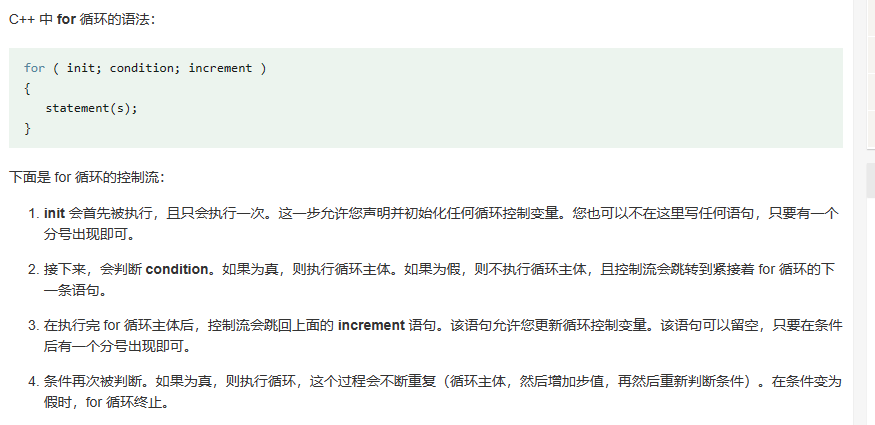 C++ 中 for 循环的语法：
for ( init; condition; increment )
{
   statement(s);
}
下面是 for 循环的控制流：
1. init 会首先被执行，且只会执行一次。这一步允许您声明并初始化任何循环控制变量。您也可以不在这里写任何语句，只要有一个
分号出现即可。
2. 接下来，会判断 condition。如果为真，则执行循环主体。如果为假，则不执行循环主体，且控制流会跳转到紧接着 for 循环的下
一条语句。
3. 在执行完 for 循环主体后，控制流会跳回上面的 increment 语句。该语句允许您更新循环控制变量。该语句可以留空，只要在条件
后有一个分号出现即可。
4. 条件再次被判断。如果为真，则执行循环，这个过程会不断重复（循环主体，然后增加步值，再然后重新判断条件）。在条件变为
假时，for 循环终止。